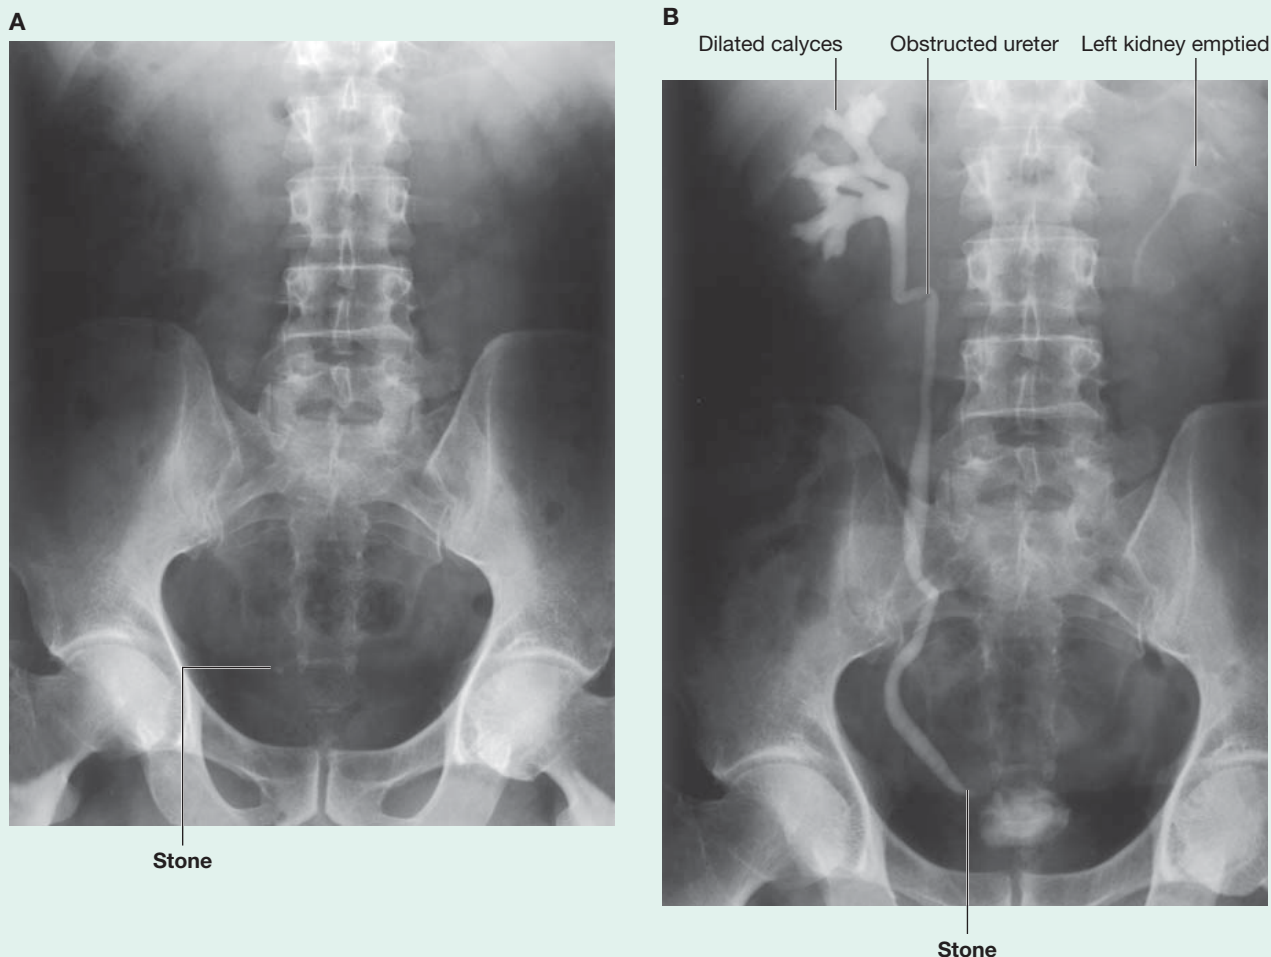 A
Stone
B
Dilated calyces
Obstructed ureter
Left kidney emptied
Stone